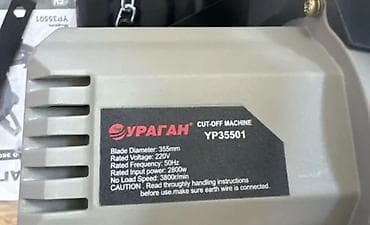 YP35501
УРАГАН CUT-OFF MACHINE
YP35501
Blade Diameter: 355mm
Rated Voltage: 220V
Rated Frequency: 50Hz
Rated Input power: 2800w
No Load Speed: 3800r/min
CAUTION . Read throughly handling instructions
before use.make sure earth wire is connected.